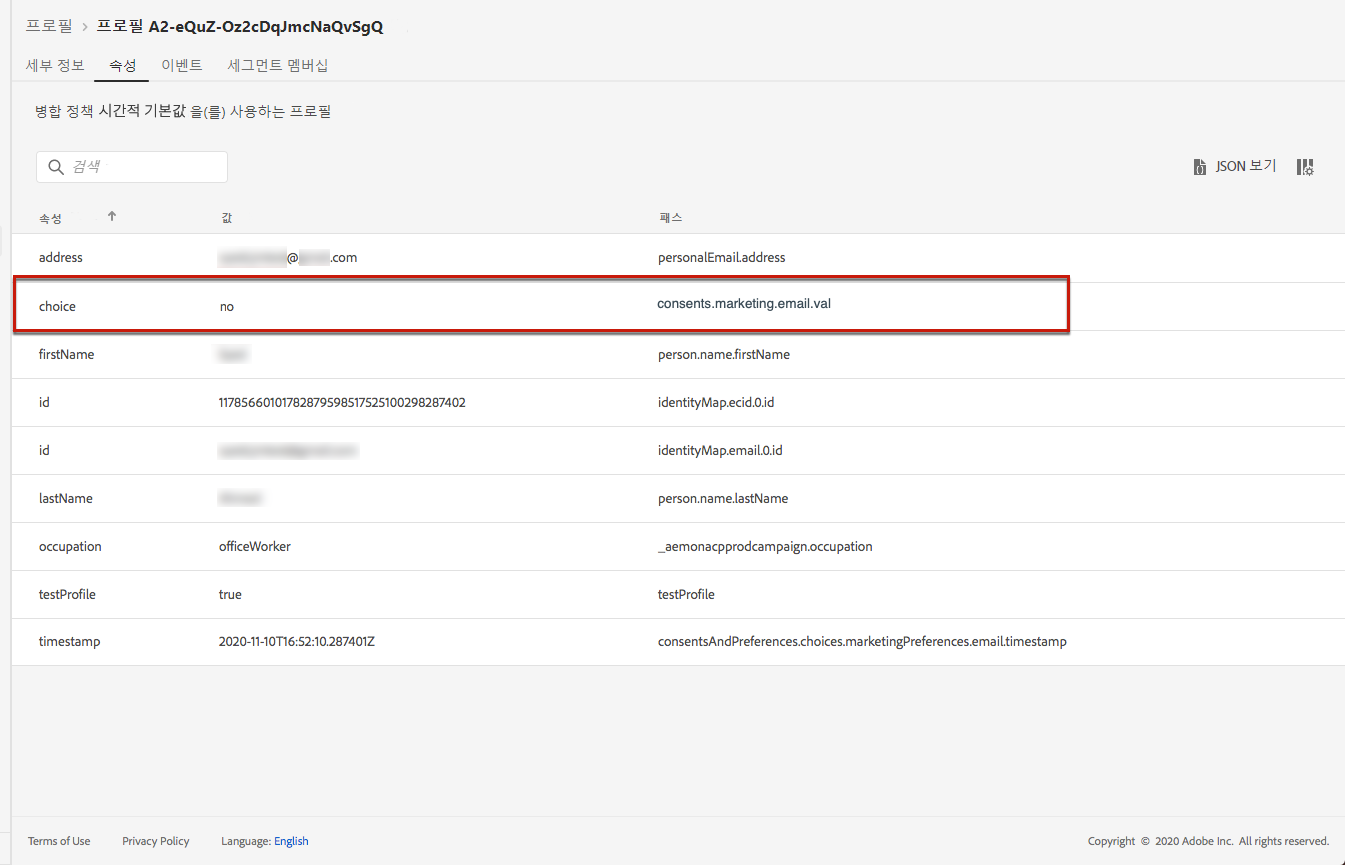 프로필 > 프로필 A2-eQuZ-Oz2cDqJmcNaQvSgQ
세부 정보 속성 이벤트 세그먼트 멤버십
병합 정책 시간적 기본값 을(를) 사용하는 프로필
검색 JSON 보기
속성 ↑ 값 패스
address @ .com personalEmail.address
choice no consents.marketing.email.val
firstName person.name.firstName
id 11785660101782879598517525100298287402 identityMap.ecid.0.id
id identityMap.email.0.id
lastName person.name.lastName
occupation officeWorker _aemonacpprodcampaign.occupation
testProfile true testProfile
timestamp 2020-11-10T16:52:10.287401Z consentsAndPreferences.choices.marketingPreferences.email.timestamp
Terms of Use Privacy Policy Language: English Copyright © 2020 Adobe Inc. All rights reserved.